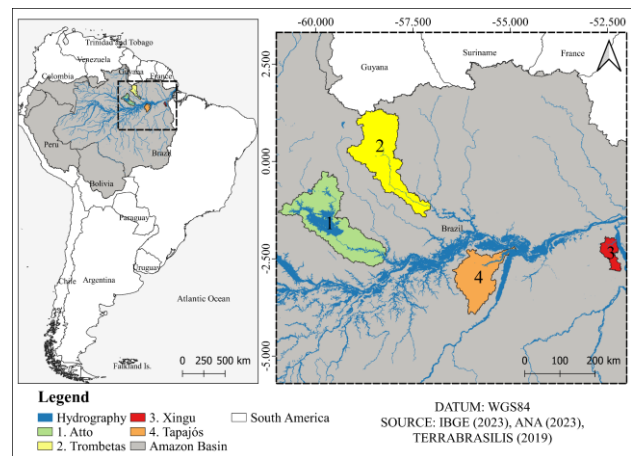 Trinidad and Tobago
Venezuela
Guyana
France
Colombia
Peru
Brazil
Bolivia
Paraguay
Uruguay
Chile
Argentina
Atlantic Ocean
Falkland Is.
0 250 500 km
-60.000 -57.500 -55.000 -52.500
2.500
0.000
-2.500
-5.000
Suriname
France
Guyana
2
1
Brazil
3
4
0 100 200 km
Legend
Hydrography
1. Atto
2. Trombetas
3. Xingu
4. Tapajós
Amazon Basin
South America
DATUM: WGS84
SOURCE: IBGE (2023), ANA (2023),
TERRABRASILIS (2019)